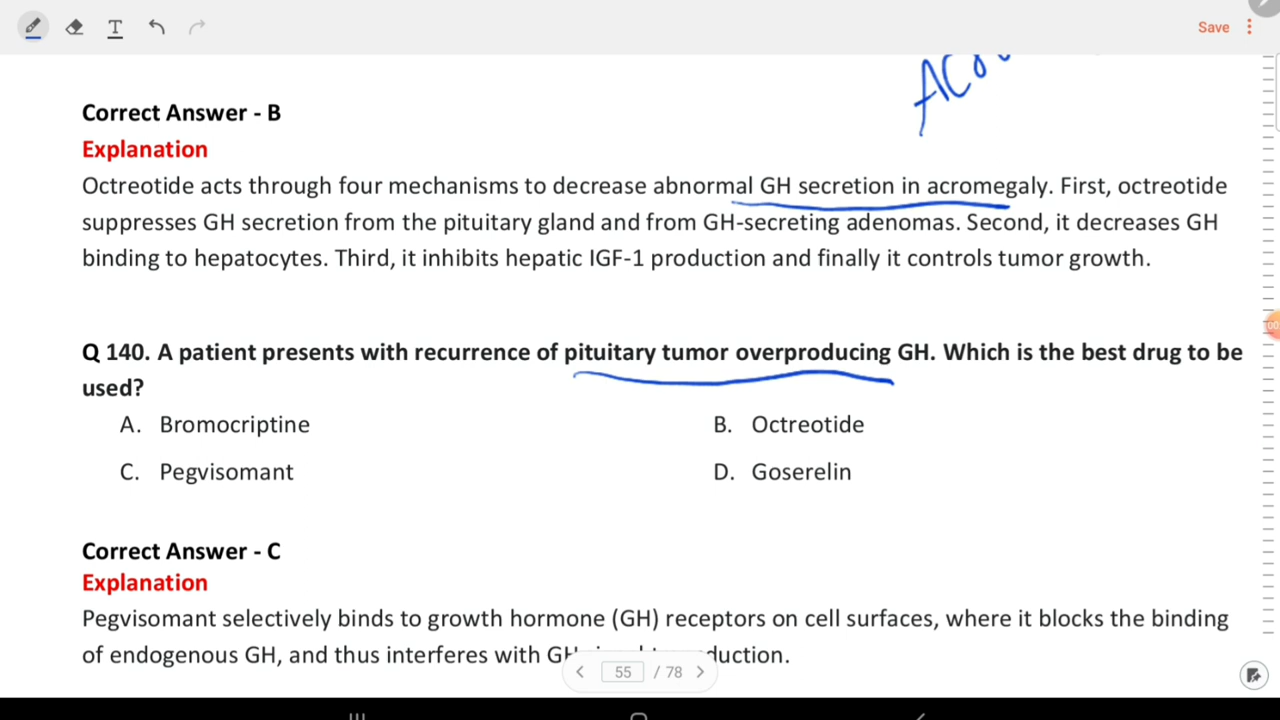 T
Save
Correct Answer - B
Explanation
Octreotide acts through four mechanisms to decrease abnormal GH secretion in acromegaly. First, octreotide
suppresses GH secretion from the pituitary gland and from GH-secreting adenomas. Second, it decreases GH
binding to hepatocytes. Third, it inhibits hepatic IGF-1 production and finally it controls tumor growth.
Q 140. A patient presents with recurrence of pituitary tumor overproducing GH. Which is the best drug to be
used?
A. Bromocriptine B. Octreotide
C. Pegvisomant D. Goserelin
Correct Answer - C
Explanation
Pegvisomant selectively binds to growth hormone (GH) receptors on cell surfaces, where it blocks the binding
of endogenous GH, and thus interferes with
55 / 78